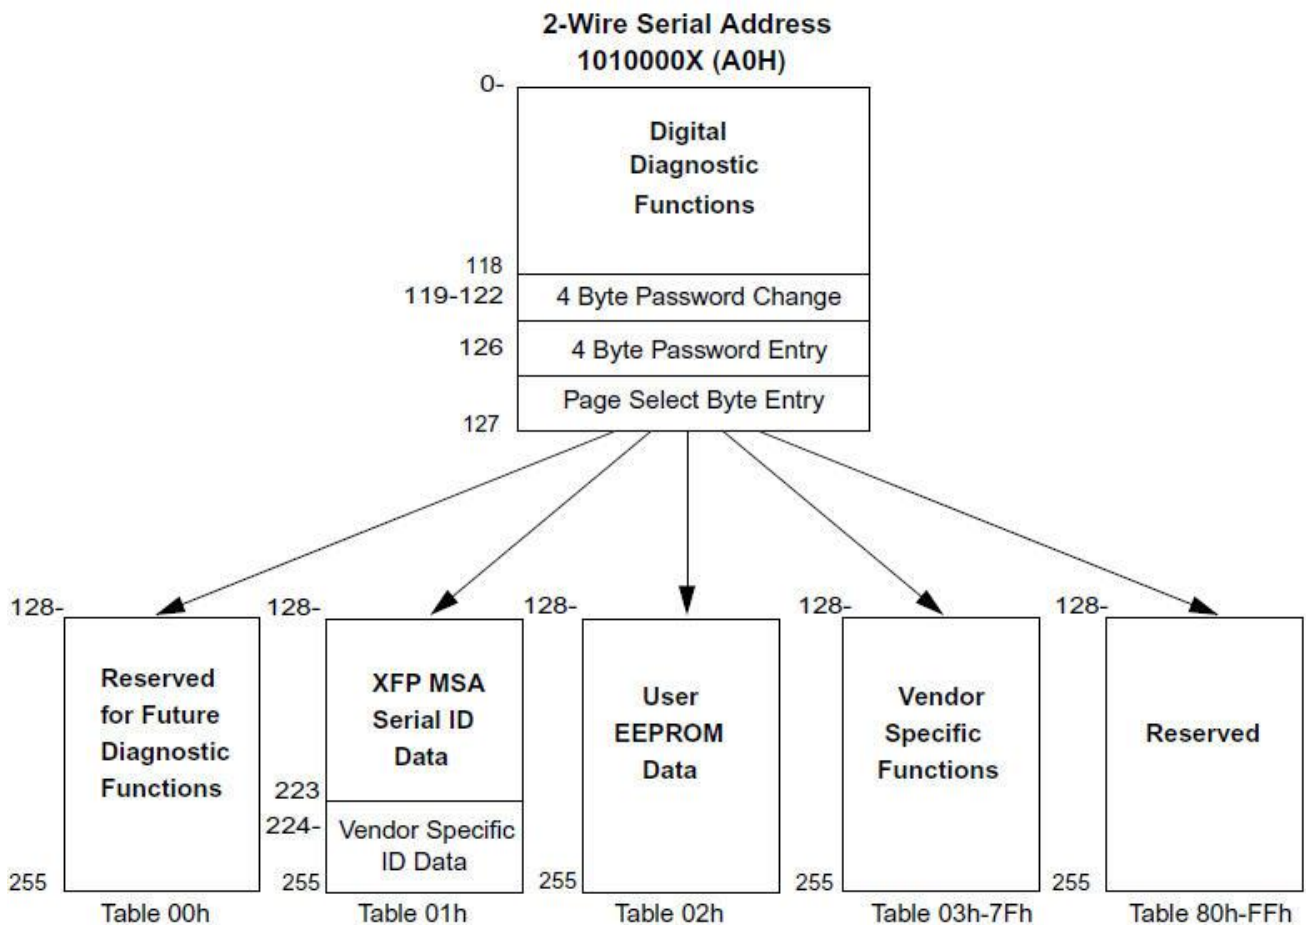 2-Wire Serial Address
1010000X (A0H)
0-
Digital
Diagnostic
Functions
118
119-122
4 Byte Password Change
126
4 Byte Password Entry
Page Select Byte Entry
127
128-
Reserved
for Future
Diagnostic
Functions
255
Table 00h
128-
XFP MSA
Serial ID
Data
223
224-
Vendor Specific
ID Data
255
Table 01h
128-
User
EEPROM
Data
255
Table 02h
128-
Vendor
Specific
Functions
255
Table 03h-7Fh
128-
Reserved
255
Table 80h-FFh